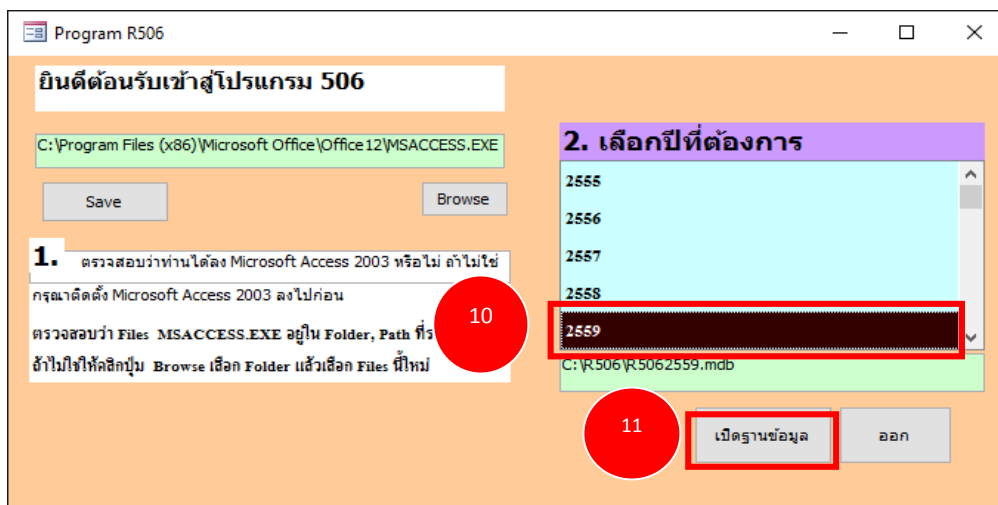 Program R506
ยินดีต้อนรับเข้าสู่โปรแกรม 506
C:\Program Files (x86)\Microsoft Office\Office12\MSACCESS.EXE
Save
Browse
1. ตรวจสอบว่าท่านได้ลง Microsoft Access 2003 หรือไม่ ถ้าไม่ใช่
กรุณาติดตั้ง Microsoft Access 2003 ลงไปก่อน
ตรวจสอบว่า Files MSACCESS.EXE อยู่ใน Folder, Path ที่
ถ้าไม่ใช่ให้คลิกปุ่ม Browse เลือก Folder แล้วเลือก Files นี้ใหม่
2. เลือกปีที่ต้องการ
2555
2556
2557
2558
10
2559
C:\R506\R5062559.mdb
11
เปิดฐานข้อมูล
ออก